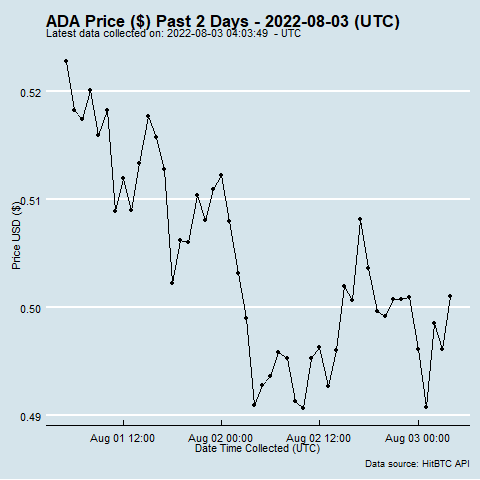 ADA Price ($) Past 2 Days - 2022-08-03 (UTC)
Latest data collected on: 2022-08-03 04:03:49  - UTC
0.52
0.51
0.50
0.49
Price USD ($)
Aug 01 12:00
Aug 02 00:00
Aug 02 12:00
Aug 03 00:00
Date Time Collected (UTC)
Data source: HitBTC API